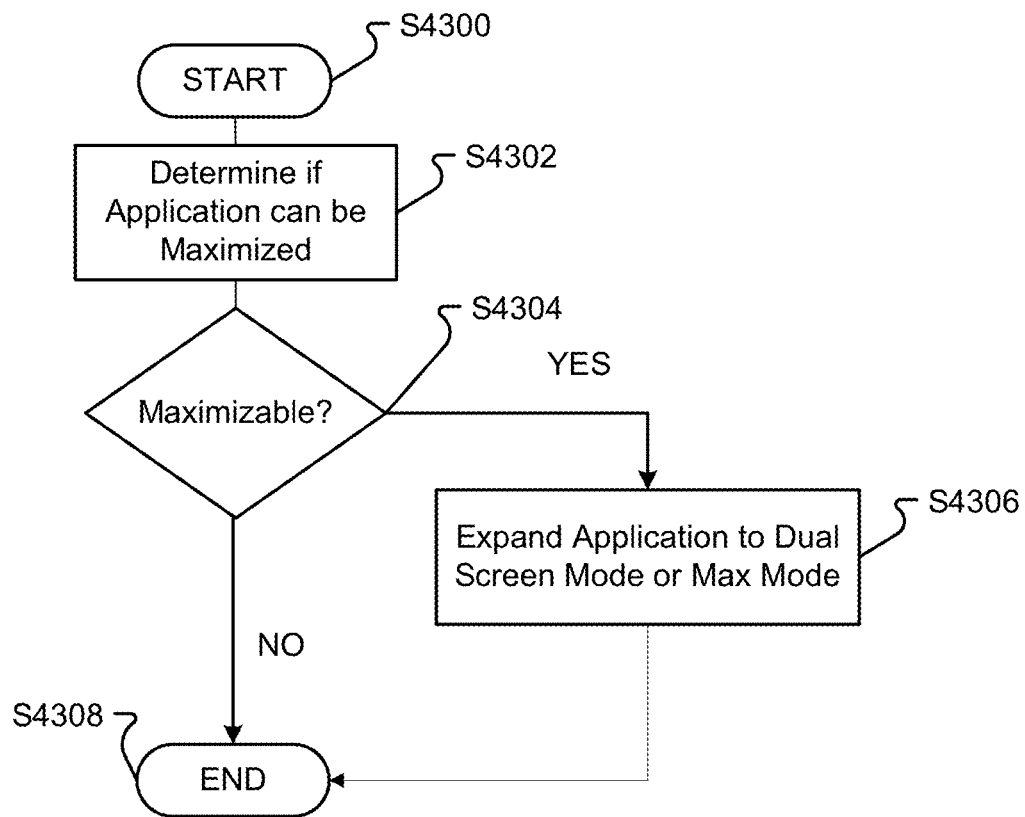 S4300
START
S4302
Determine if
Application can be
Maximized
S4304
YES
Maximizable?
S4306
Expand Application to Dual
Screen Mode or Max Mode
NO
S4308
END